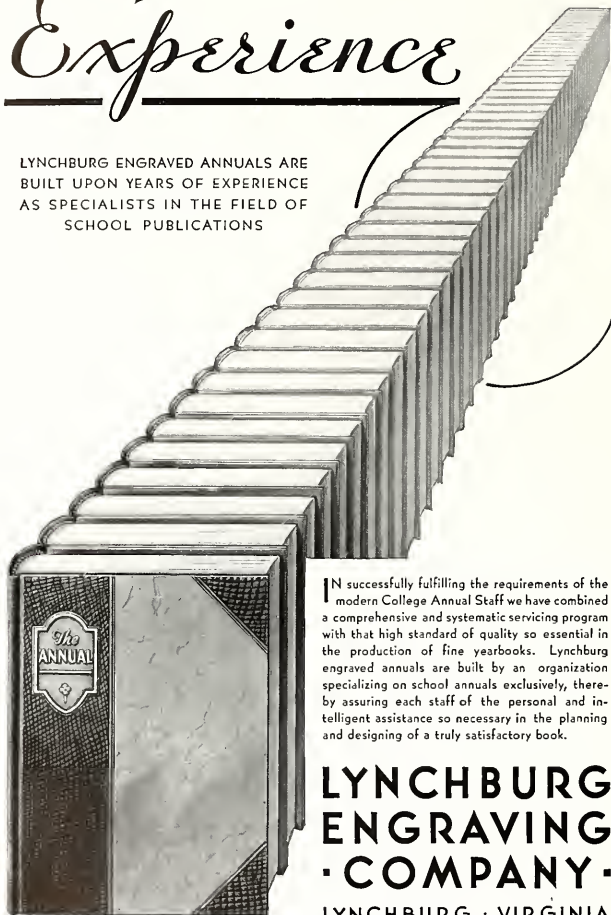 Experience
LYNCHBURG ENGRAVED ANNUALS ARE
BUILT UPON YEARS OF EXPERIENCE
AS SPECIALISTS IN THE FIELD OF
SCHOOL PUBLICATIONS
The
ANNUAL
IN successfully fulfilling the requirements of the
modern College Annual Staff we have combined
a comprehensive and systematic servicing program
with that high standard of quality so essential in
the production of fine yearbooks. Lynchburg
engraved annuals are built by an organization
specializing on school annuals exclusively, there-
by assuring each staff of the personal and in-
telligent assistance so necessary in the planning
and designing of a truly satisfactory book.
LYNCHBURG
ENGRAVING
·COMPANY·
LYNCHBURG · VIRGINIA